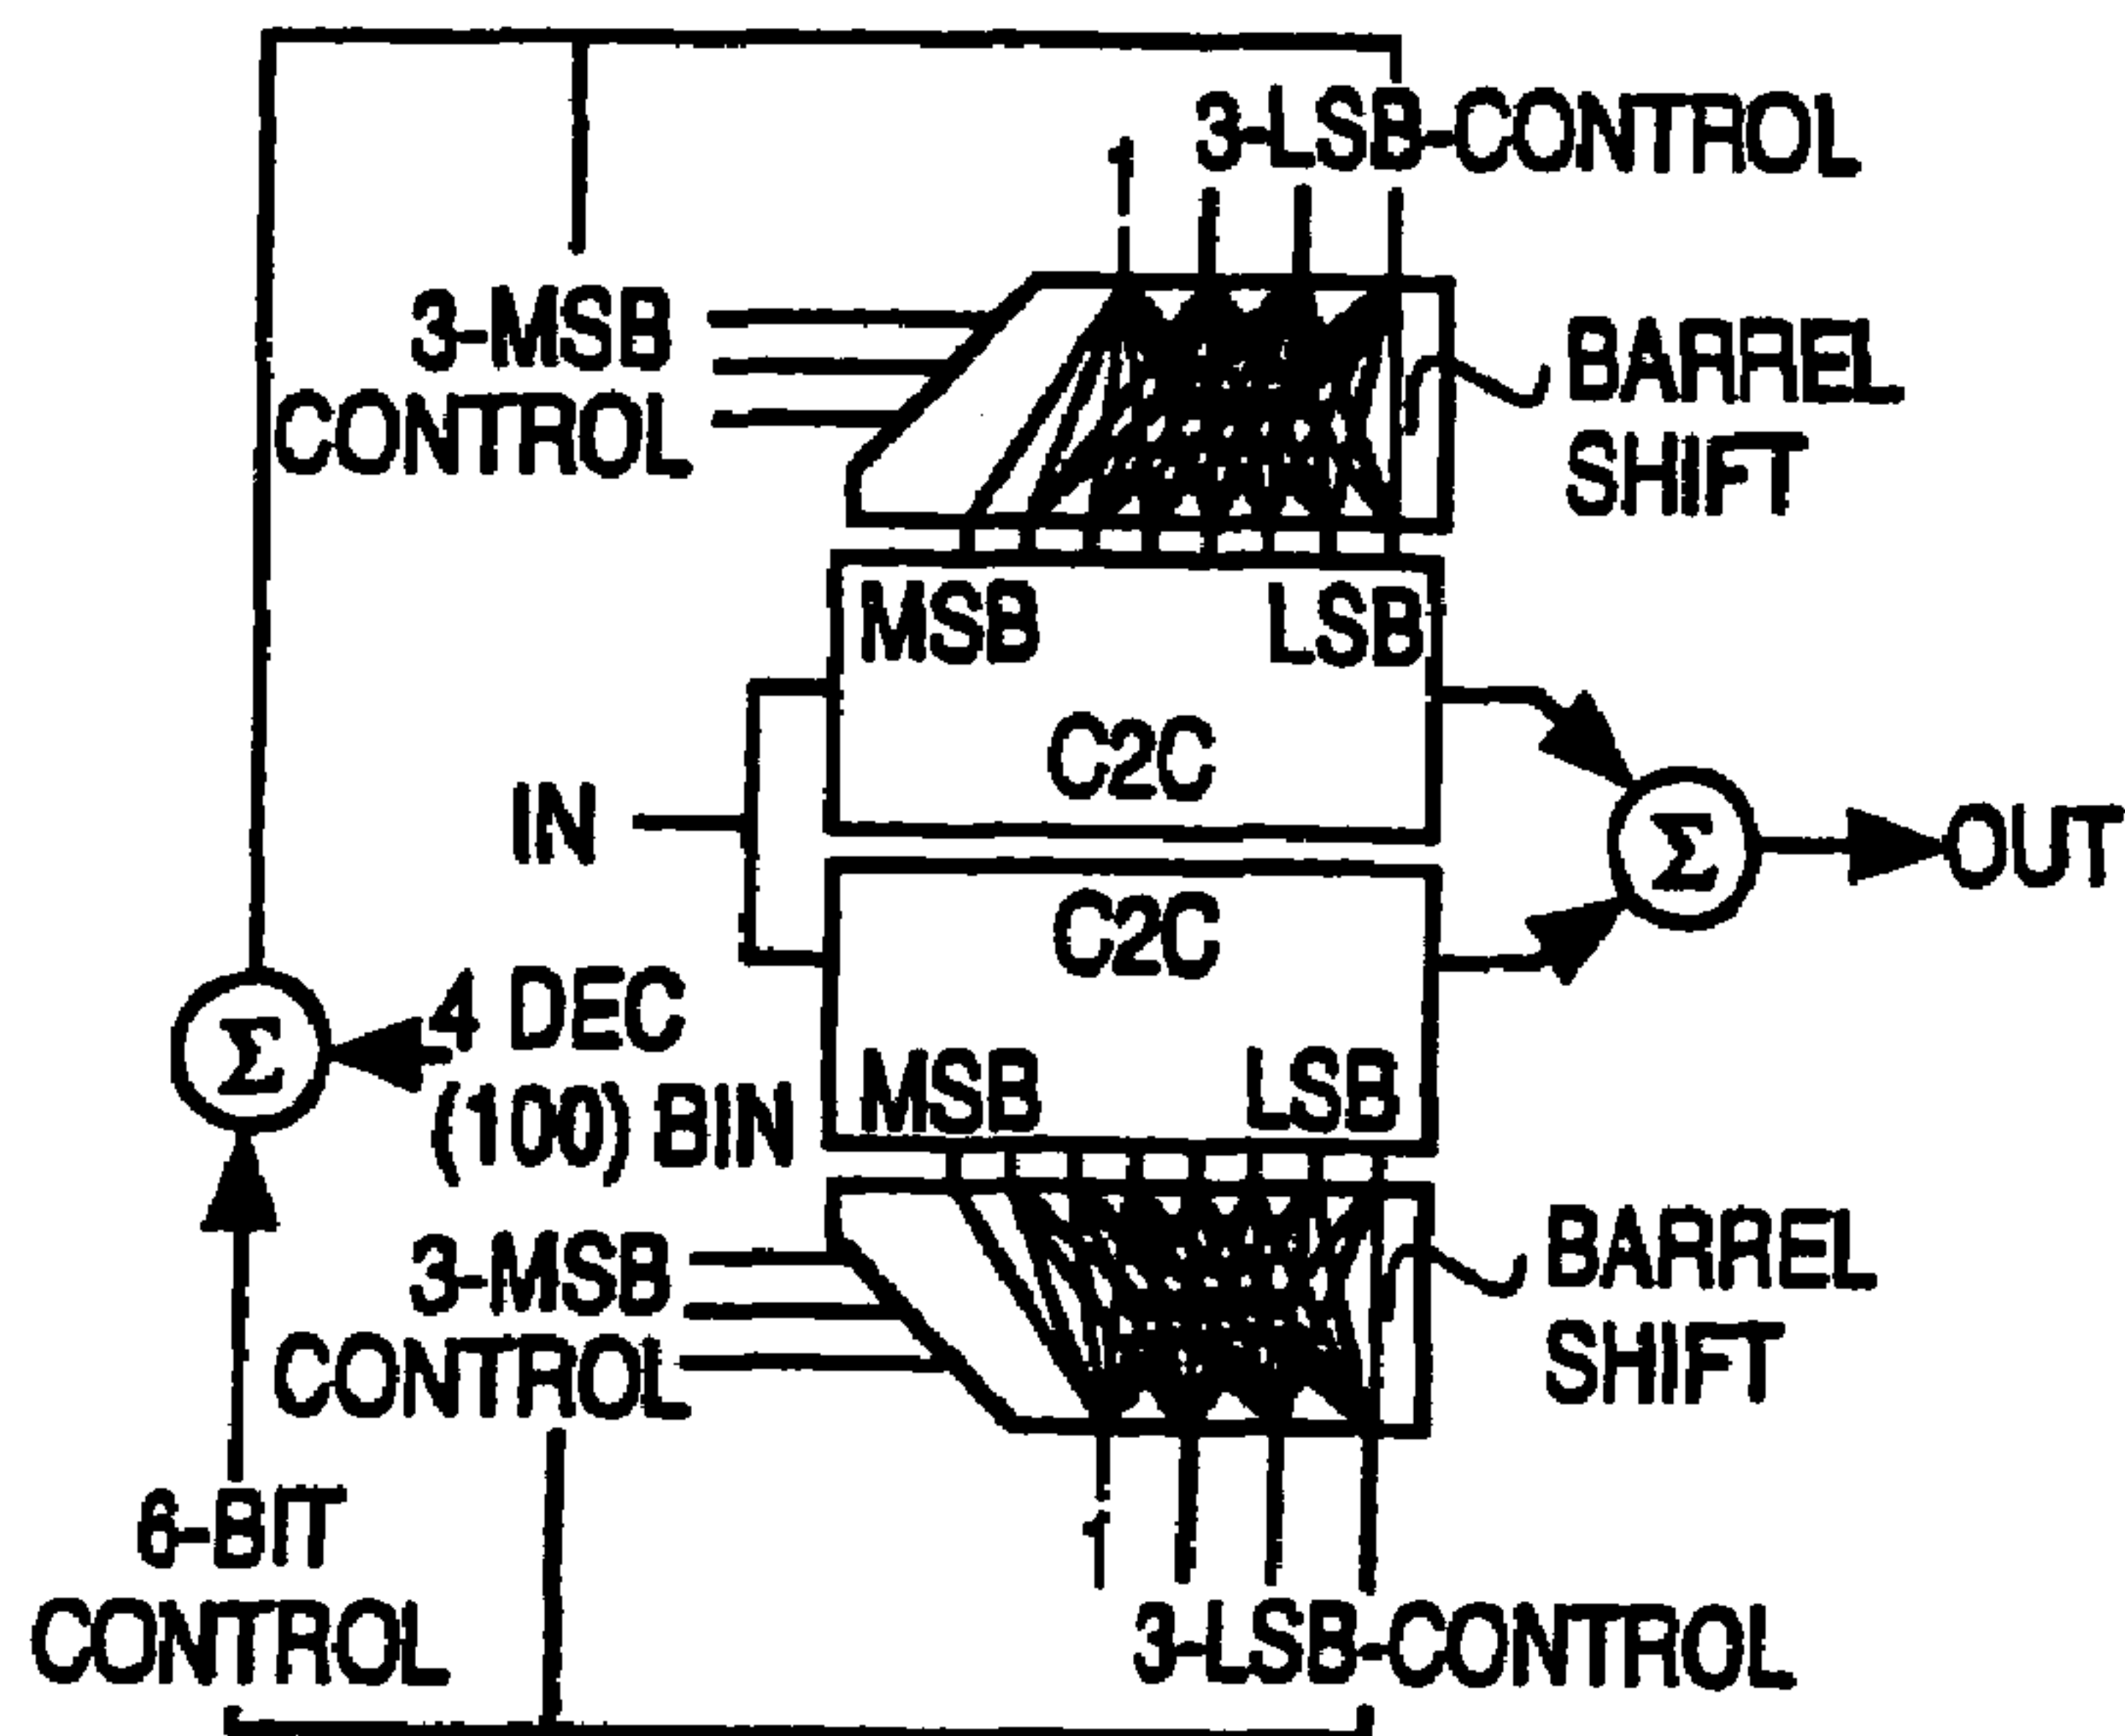 3-LSB-CONTROL
1
3-MSB
CONTROL
BARREL
SHIFT
MSB LSB
C2C
IN
Σ
OUT
C2C
4 DEC
Σ
(100) BIN
MSB LSB
3-MSB
CONTROL
BARREL
SHIFT
6-BIT
CONTROL
1
3-LSB-CONTROL